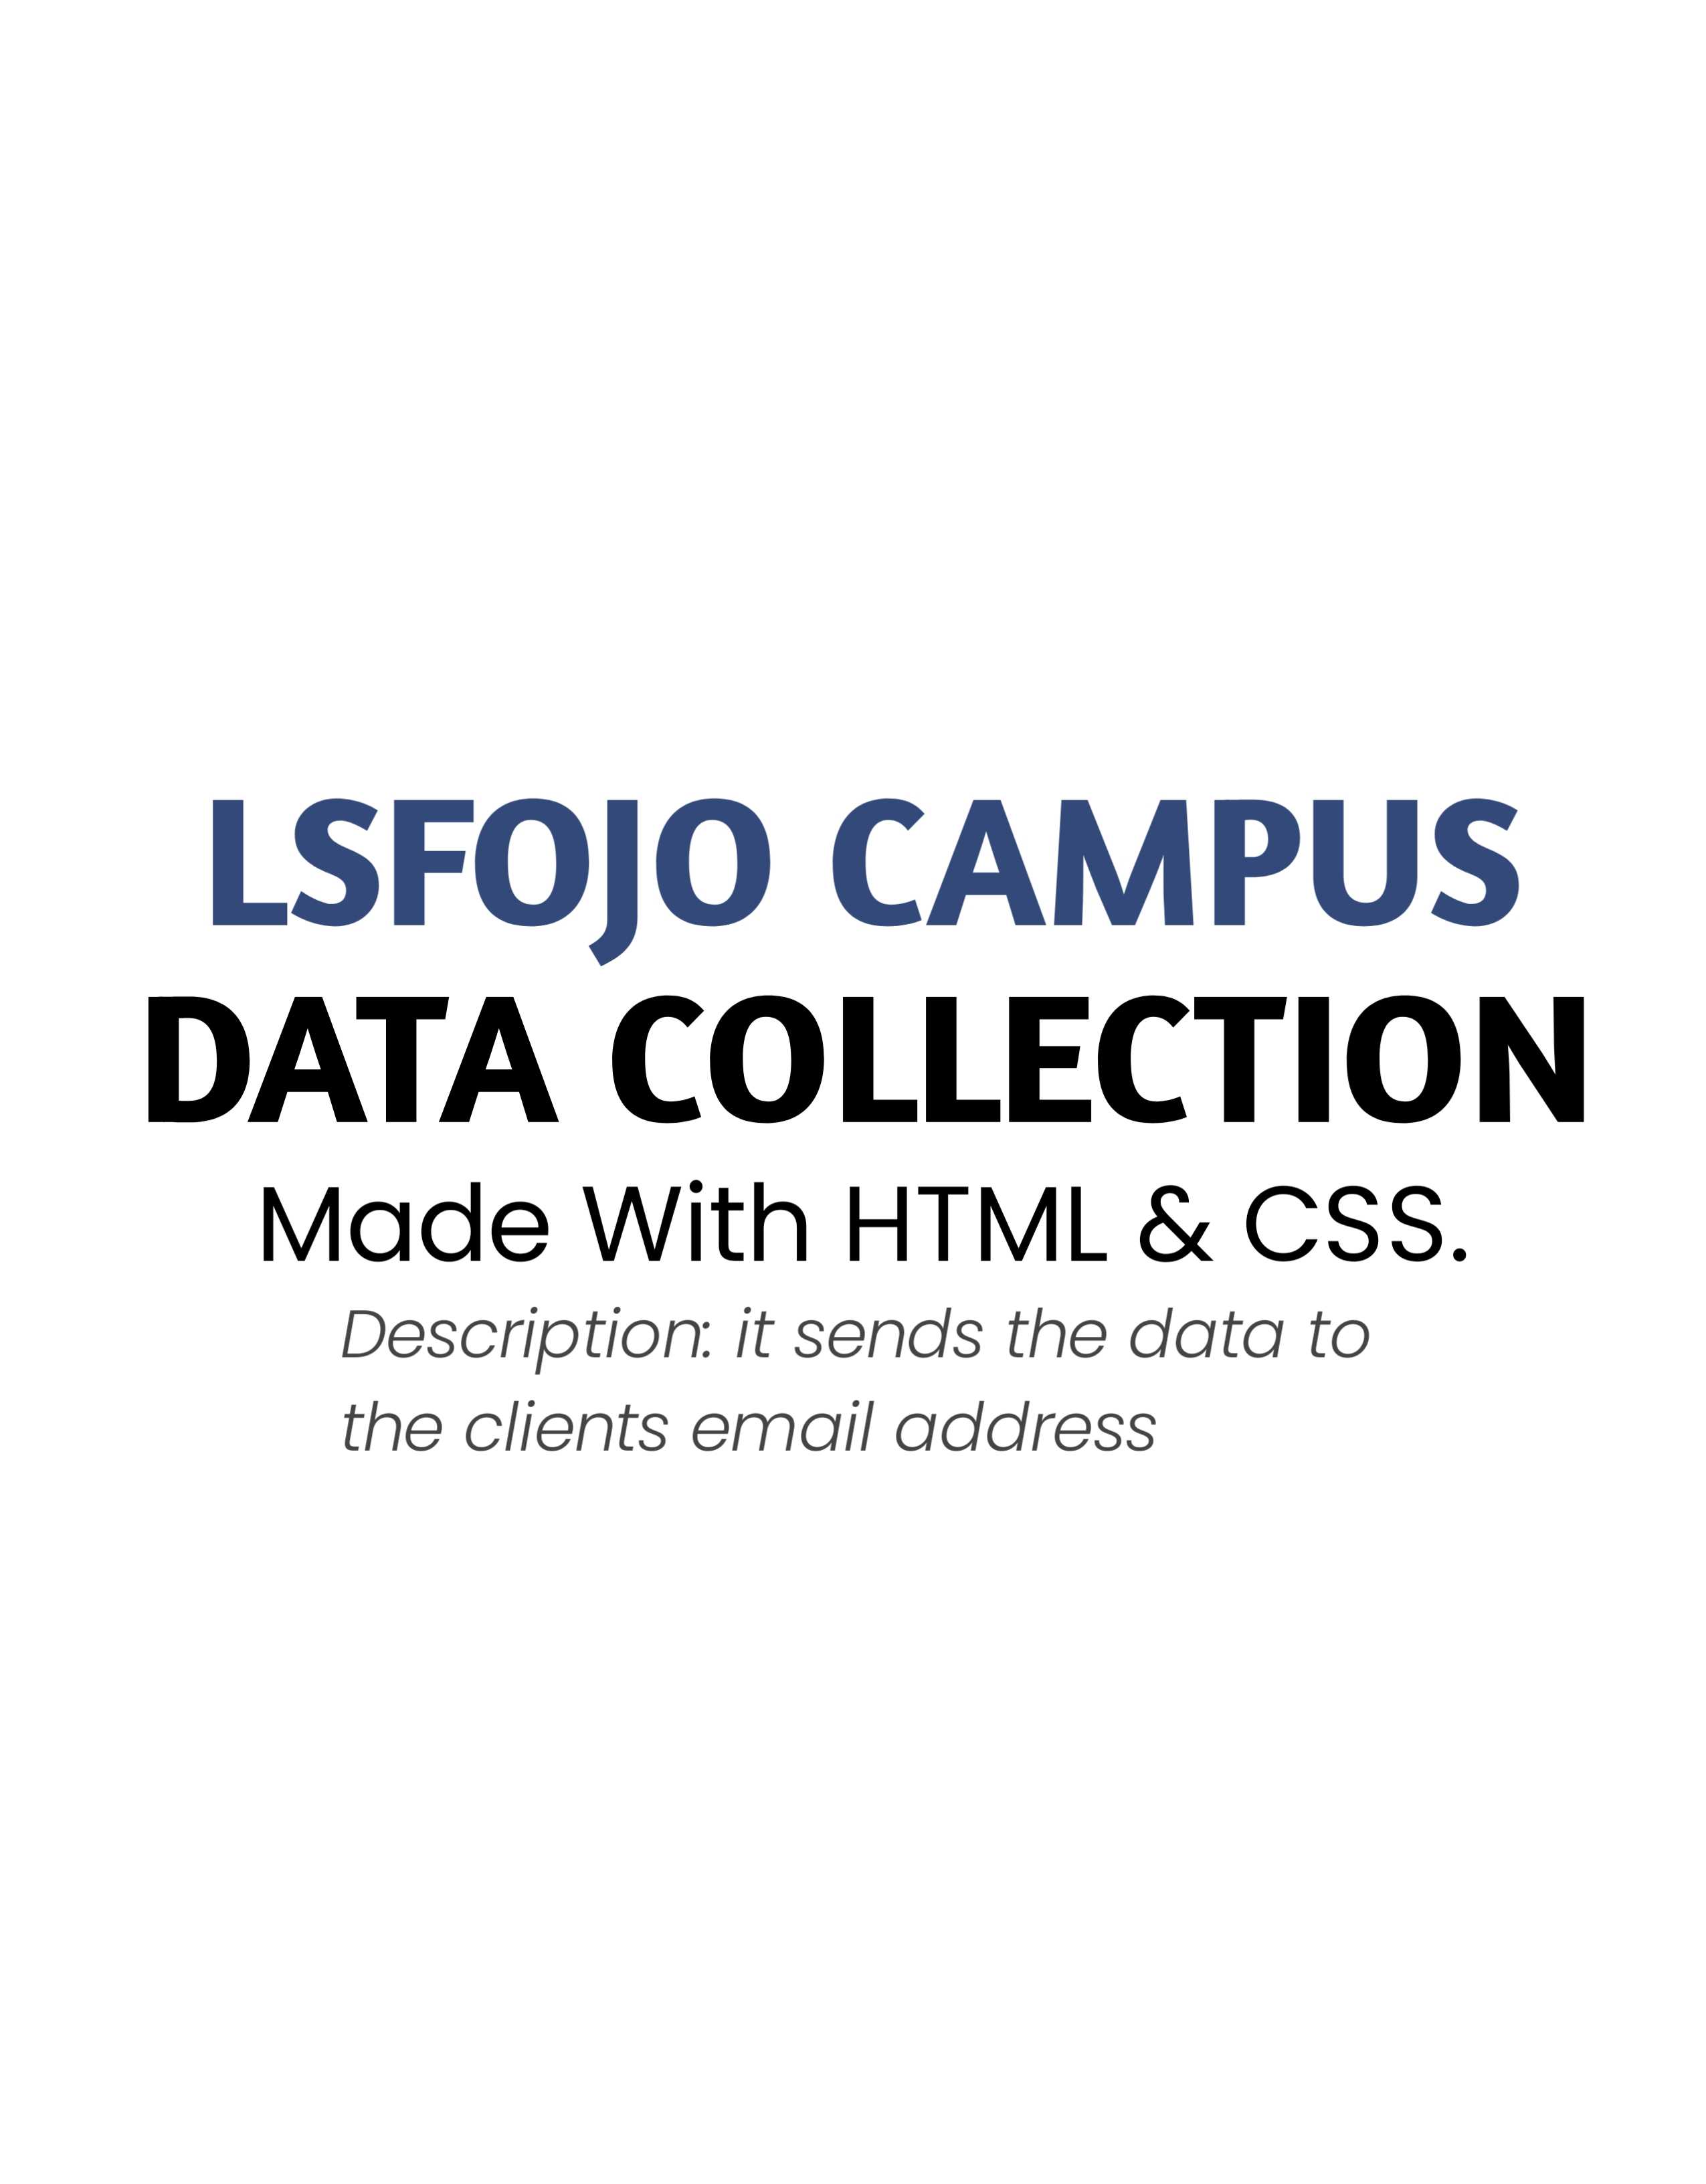 LSFOJO CAMPUS
DATA COLLECTION
Made With HTML & CSS.
Description: it sends the data to
the clients email address